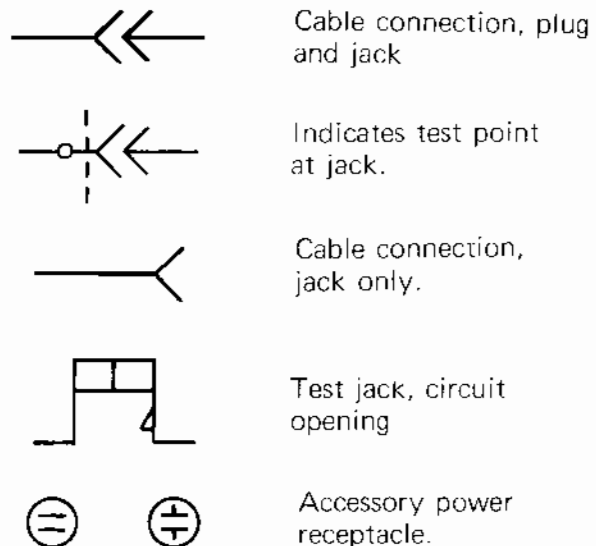 Cable connection, plug
and jack
Indicates test point
at jack.
Cable connection,
jack only.
Test jack, circuit
opening
Accessory power
receptacle.